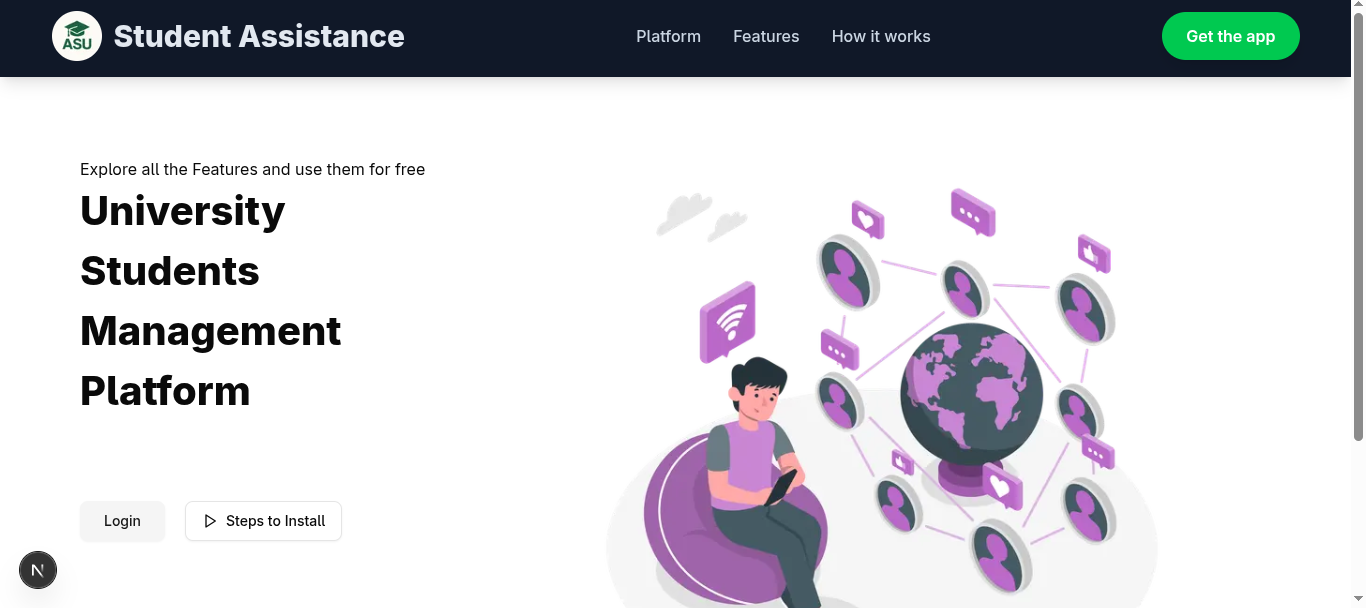 ASU
Student Assistance
Platform
Features
How it works
Get the app
Explore all the Features and use them for free
University
Students
Management
Platform
Login
Steps to Install
N